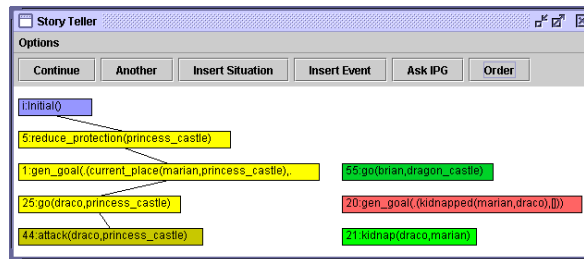 Story Teller
Options
Continue Another Insert Situation Insert Event Ask IPG Order
i:Initial()
5:reduce_protection(princess_castle)
1:gen_goal(.(current_place(marian,princess_castle),. 55:go(brian,dragon_castle)
25:go(draco,princess_castle) 20:gen_goal(.(kidnapped(marian,draco),[]))
44:attack(draco,princess_castle) 21:kidnap(draco,marian)